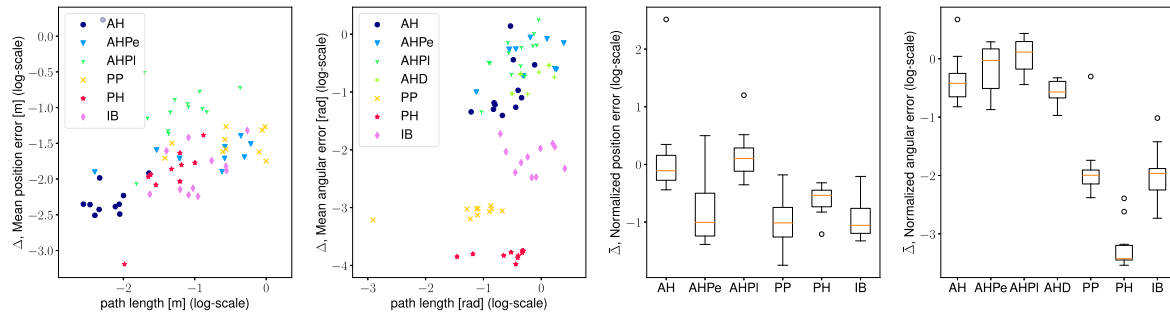 Δ, Mean position error [m] (log-scale)
0.0
−0.5
−1.0
−1.5
−2.0
−2.5
−3.0
AH
AHPe
AHPl
PP
PH
IB
−2
−1
0
path length [m] (log-scale)
Δ, Mean angular error [rad] (log-scale)
0
−1
−2
−3
−4
AH
AHPe
AHPl
AHD
PP
PH
IB
−3
−2
−1
0
path length [rad] (log-scale)
Δ̄, Normalized position error (log-scale)
2
1
0
−1
AH
AHPe
AHPl
PP
PH
IB
Δ̄, Normalized angular error (log-scale)
0
−1
−2
−3
AH
AHPe
AHPl
AHD
PP
PH
IB